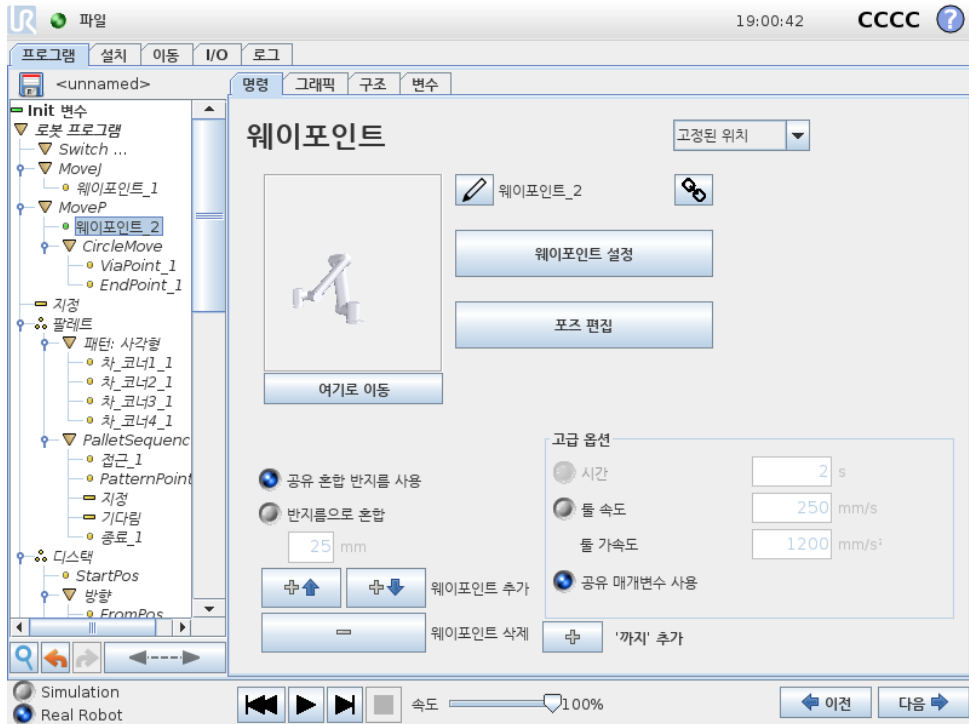 파일
19:00:42
CCCC
?
프로그램 설치 이동 I/O 로그
<unnamed>
명령 그래픽 구조 변수
Init 변수
로봇 프로그램
Switch ...
MoveJ
웨이포인트_1
MoveP
웨이포인트_2
CircleMove
ViaPoint_1
EndPoint_1
지정
팔레트
패턴: 사각형
차_코너1_1
차_코너2_1
차_코너3_1
차_코너4_1
PalletSequenc
접근_1
PatternPoint
지정
기다림
종료_1
디스택
StartPos
방향
FromPos
웨이포인트
고정된 위치
웨이포인트_2
웨이포인트 설정
포즈 편집
여기로 이동
공유 혼합 반지름 사용
반지름으로 혼합
25 mm
웨이포인트 추가
웨이포인트 삭제
고급 옵션
시간 2 s
툴 속도 250 mm/s
툴 가속도 1200 mm/s²
공유 매개변수 사용
'까지' 추가
Simulation
Real Robot
속도 100%
이전 다음